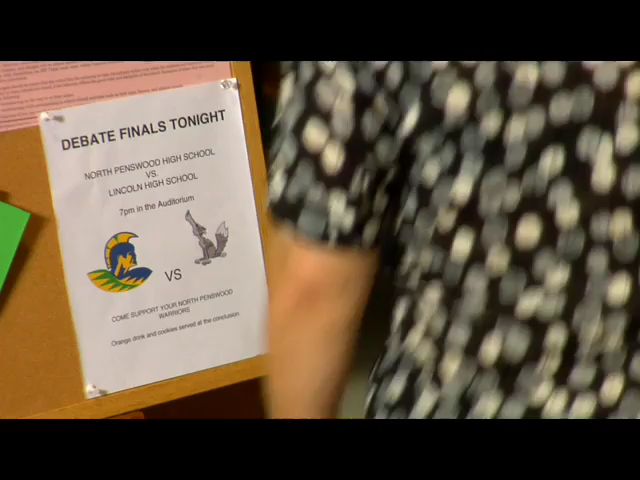 DEBATE FINALS TONIGHT
NORTH PENSWOOD HIGH SCHOOL
VS.
LINCOLN HIGH SCHOOL
7pm in the Auditorium
M
VS
COME SUPPORT YOUR NORTH PENSWOOD
WARRIORS
Orange drink and cookies served at the conclusion.